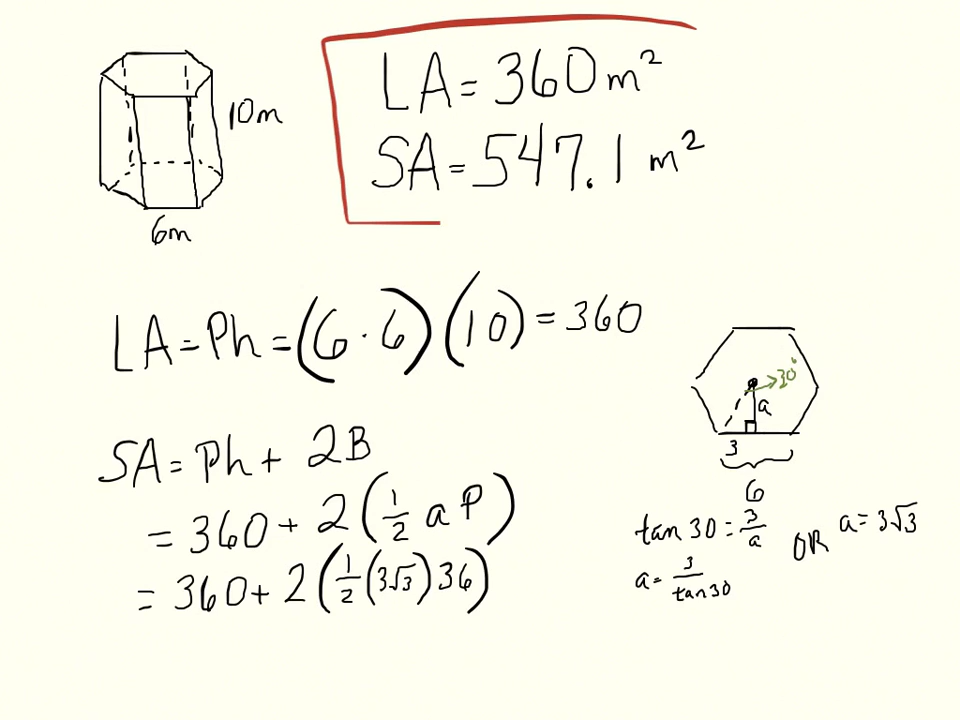 10m
6m
LA = 360 m²
SA = 547.1 m²
LA = Ph = (6 · 6)(10) = 360
SA = Ph + 2B
= 360 + 2(1/2 a P)
= 360 + 2(1/2(3√3)36)
30°
a
3
6
tan 30 = 3/a OR a = 3√3
a = 3/tan 30